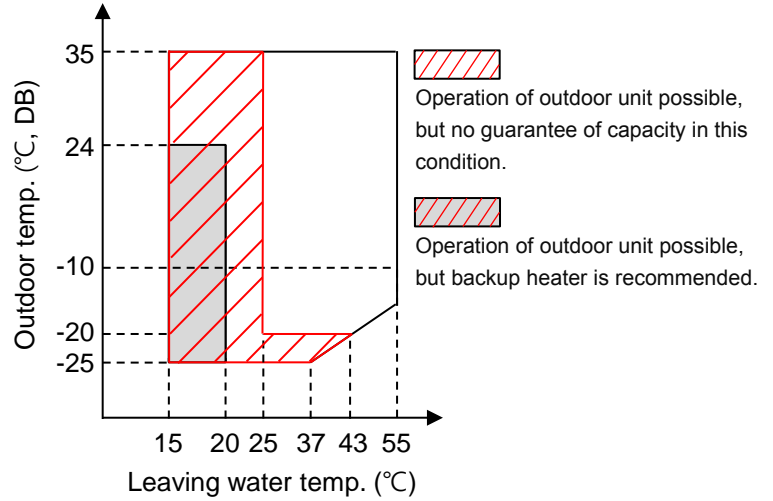 35
24
-10
-20
-25
Outdoor temp. (℃, DB)
15 20 25 37 43 55
Leaving water temp. (℃)
Operation of outdoor unit possible,
but no guarantee of capacity in this
condition.
Operation of outdoor unit possible,
but backup heater is recommended.